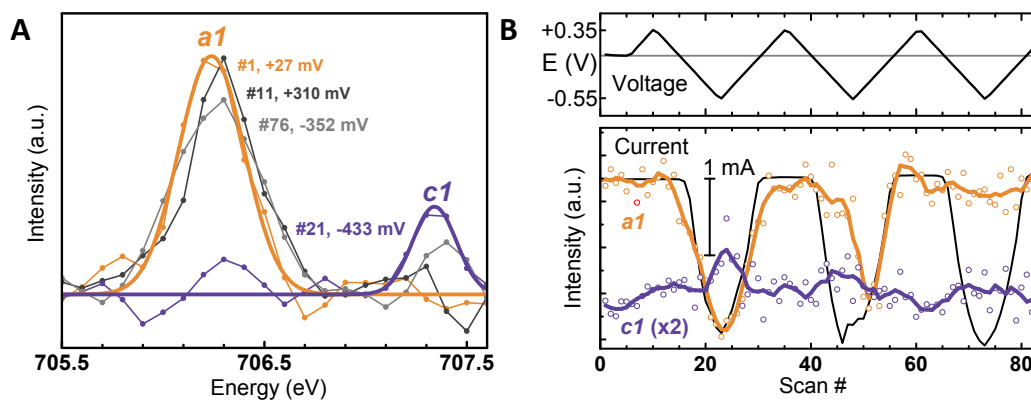 A
a1
#1, +27 mV
#11, +310 mV
#76, -352 mV
c1
#21, -433 mV
Intensity (a.u.)
705.5
706.5
707.5
Energy (eV)
B
+0.35
E (V)
-0.55
Voltage
Current
1 mA
a1
c1 (x2)
Intensity (a.u.)
0
20
40
60
80
Scan #